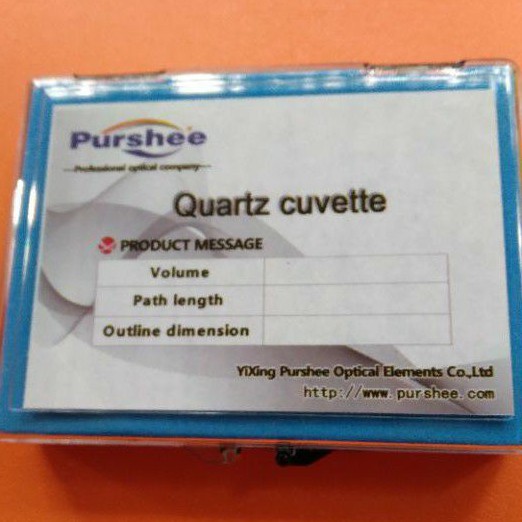 Purshee
Professional optical company
Quartz cuvette
PRODUCT MESSAGE
Volume
Path length
Outline dimension
YiXing Purshee Optical Elements Co.,Ltd
http://www.purshee.com